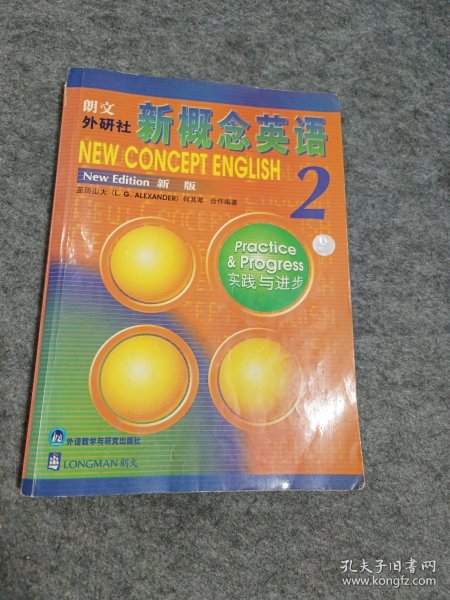 朗文
外研社
新概念英语
NEW CONCEPT ENGLISH
New Edition 新 版
2
亚历山大 (L. G. ALEXANDER) 何其莘 合作编著
Practice
& Progress
实践与进步
外语教学与研究出版社
LONGMAN 朗文
孔夫子旧书网
www.kongfz.com